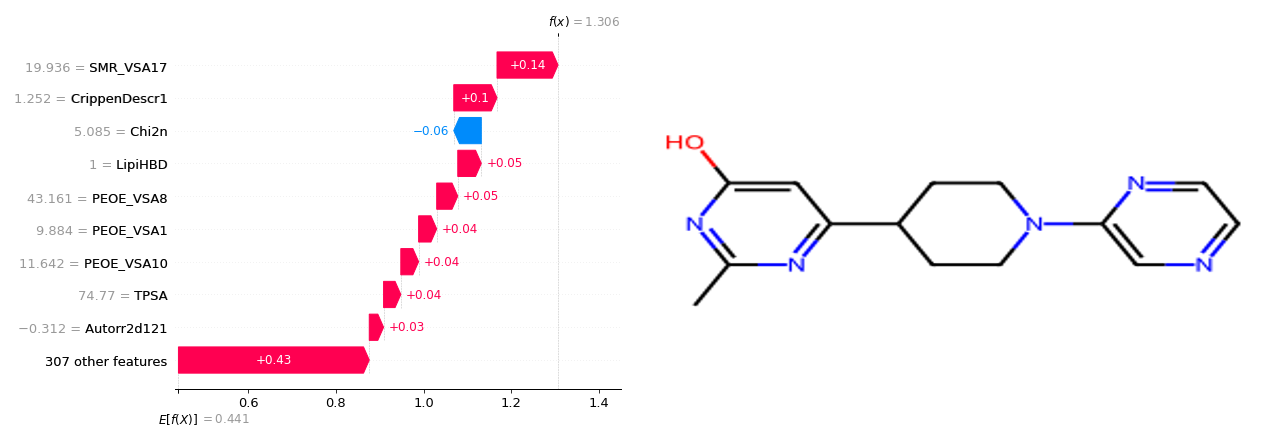 f(x) = 1.306
19.936 = SMR_VSA17
+0.14
1.252 = CrippenDescr1
+0.1
5.085 = Chi2n
−0.06
1 = LipiHBD
+0.05
43.161 = PEOE_VSA8
+0.05
9.884 = PEOE_VSA1
+0.04
11.642 = PEOE_VSA10
+0.04
74.77 = TPSA
+0.04
−0.312 = Autorr2d121
+0.03
307 other features
+0.43
0.6 0.8 1.0 1.2 1.4
E[f(X)] = 0.441
HO
N
N
N
N
N
N